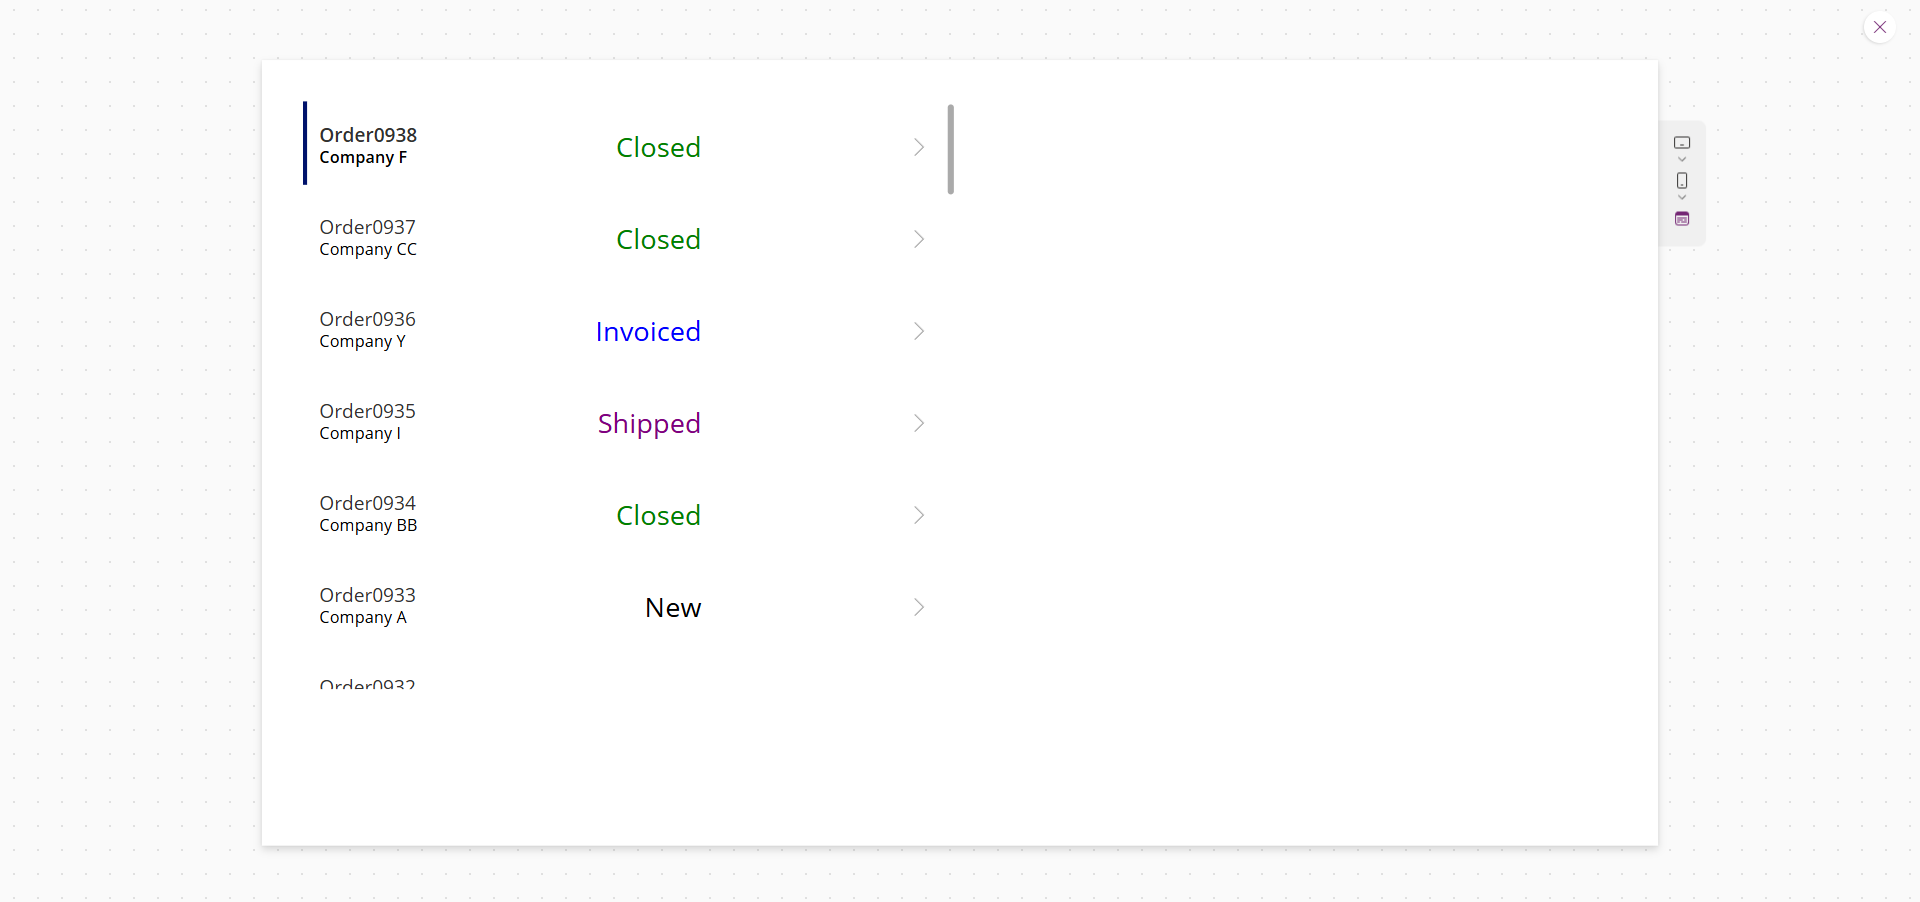 Order0938
Company F
Closed
Order0937
Company CC
Closed
Order0936
Company Y
Invoiced
Order0935
Company I
Shipped
Order0934
Company BB
Closed
Order0933
Company A
New
Order0932